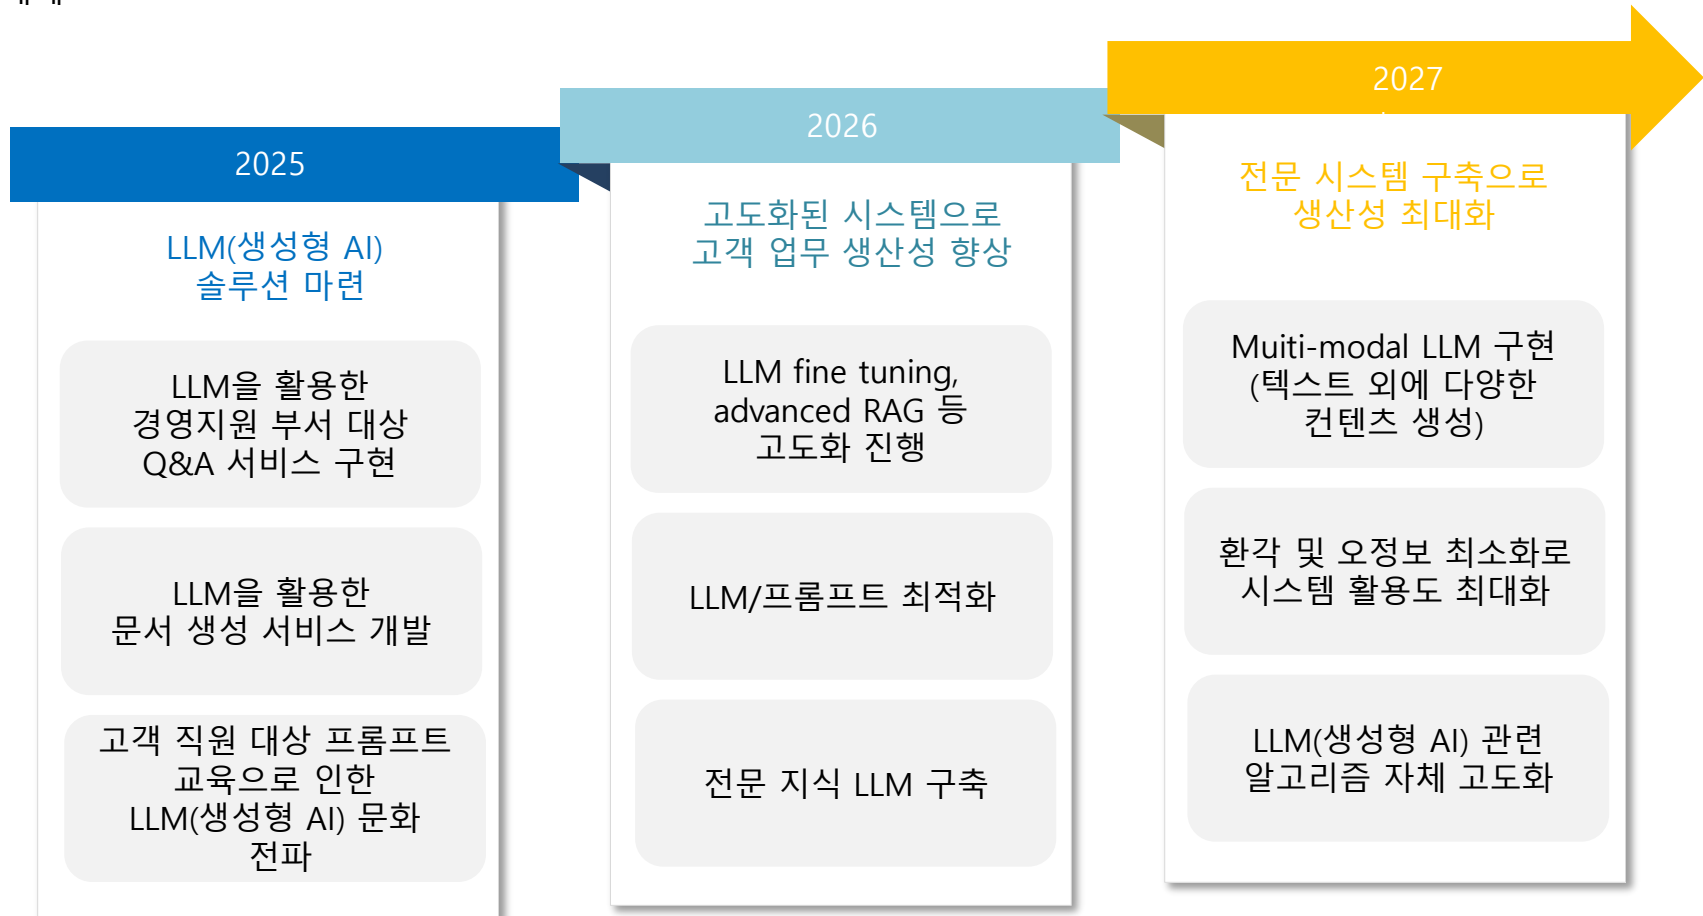 2025
LLM(생성형 AI)
솔루션 마련
LLM을 활용한
경영지원 부서 대상
Q&A 서비스 구현
LLM을 활용한
문서 생성 서비스 개발
고객 직원 대상 프롬프트
교육으로 인한
LLM(생성형 AI) 문화
전파
2026
고도화된 시스템으로
고객 업무 생산성 향상
LLM fine tuning,
advanced RAG 등
고도화 진행
LLM/프롬프트 최적화
전문 지식 LLM 구축
2027
전문 시스템 구축으로
생산성 최대화
Muiti-modal LLM 구현
(텍스트 외에 다양한
컨텐츠 생성)
환각 및 오정보 최소화로
시스템 활용도 최대화
LLM(생성형 AI) 관련
알고리즘 자체 고도화